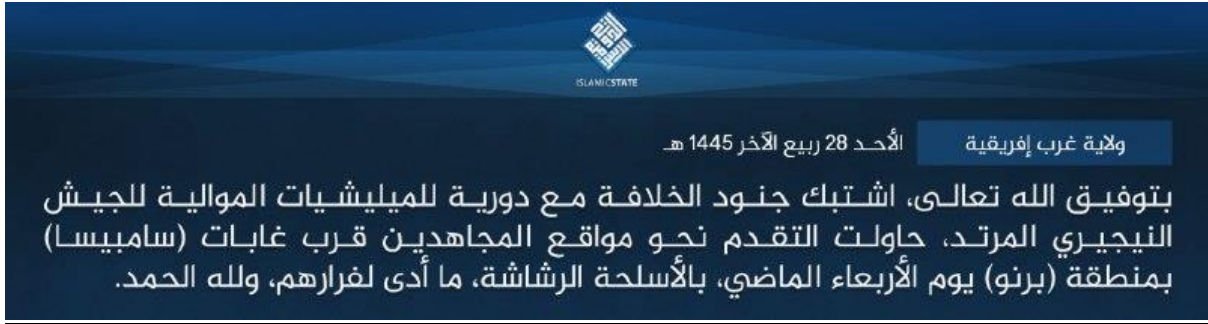 ISLAMIC STATE
ولاية غرب إفريقية
الأحد 28 ربيع الآخر 1445 هـ
بتوفيق الله تعالى، اشتبك جنود الخلافة مع دورية للميليشيات الموالية للجيش
النيجيري المرتد، حاولت التقدم نحو مواقع المجاهدين قرب غابات (سامبيسا)
بمنطقة (برنو) يوم الأربعاء الماضي، بالأسلحة الرشاشة، ما أدى لفرارهم، ولله الحمد.